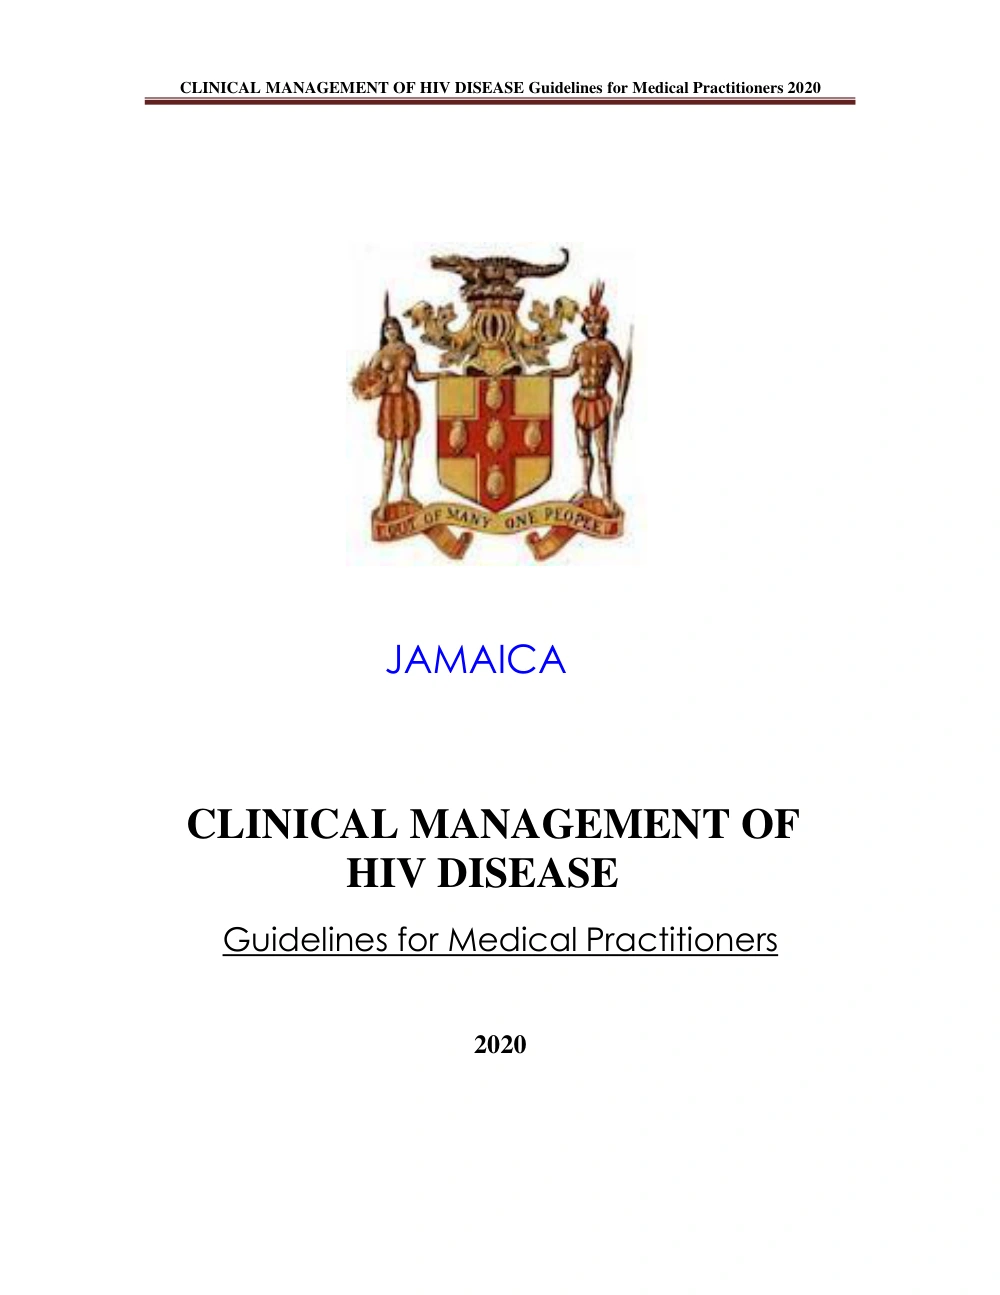 CLINICAL MANAGEMENT OF HIV DISEASE Guidelines for Medical Practitioners 2020
OUT OF MANY ONE PEOPLE
JAMAICA
CLINICAL MANAGEMENT OF
HIV DISEASE
Guidelines for Medical Practitioners
2020